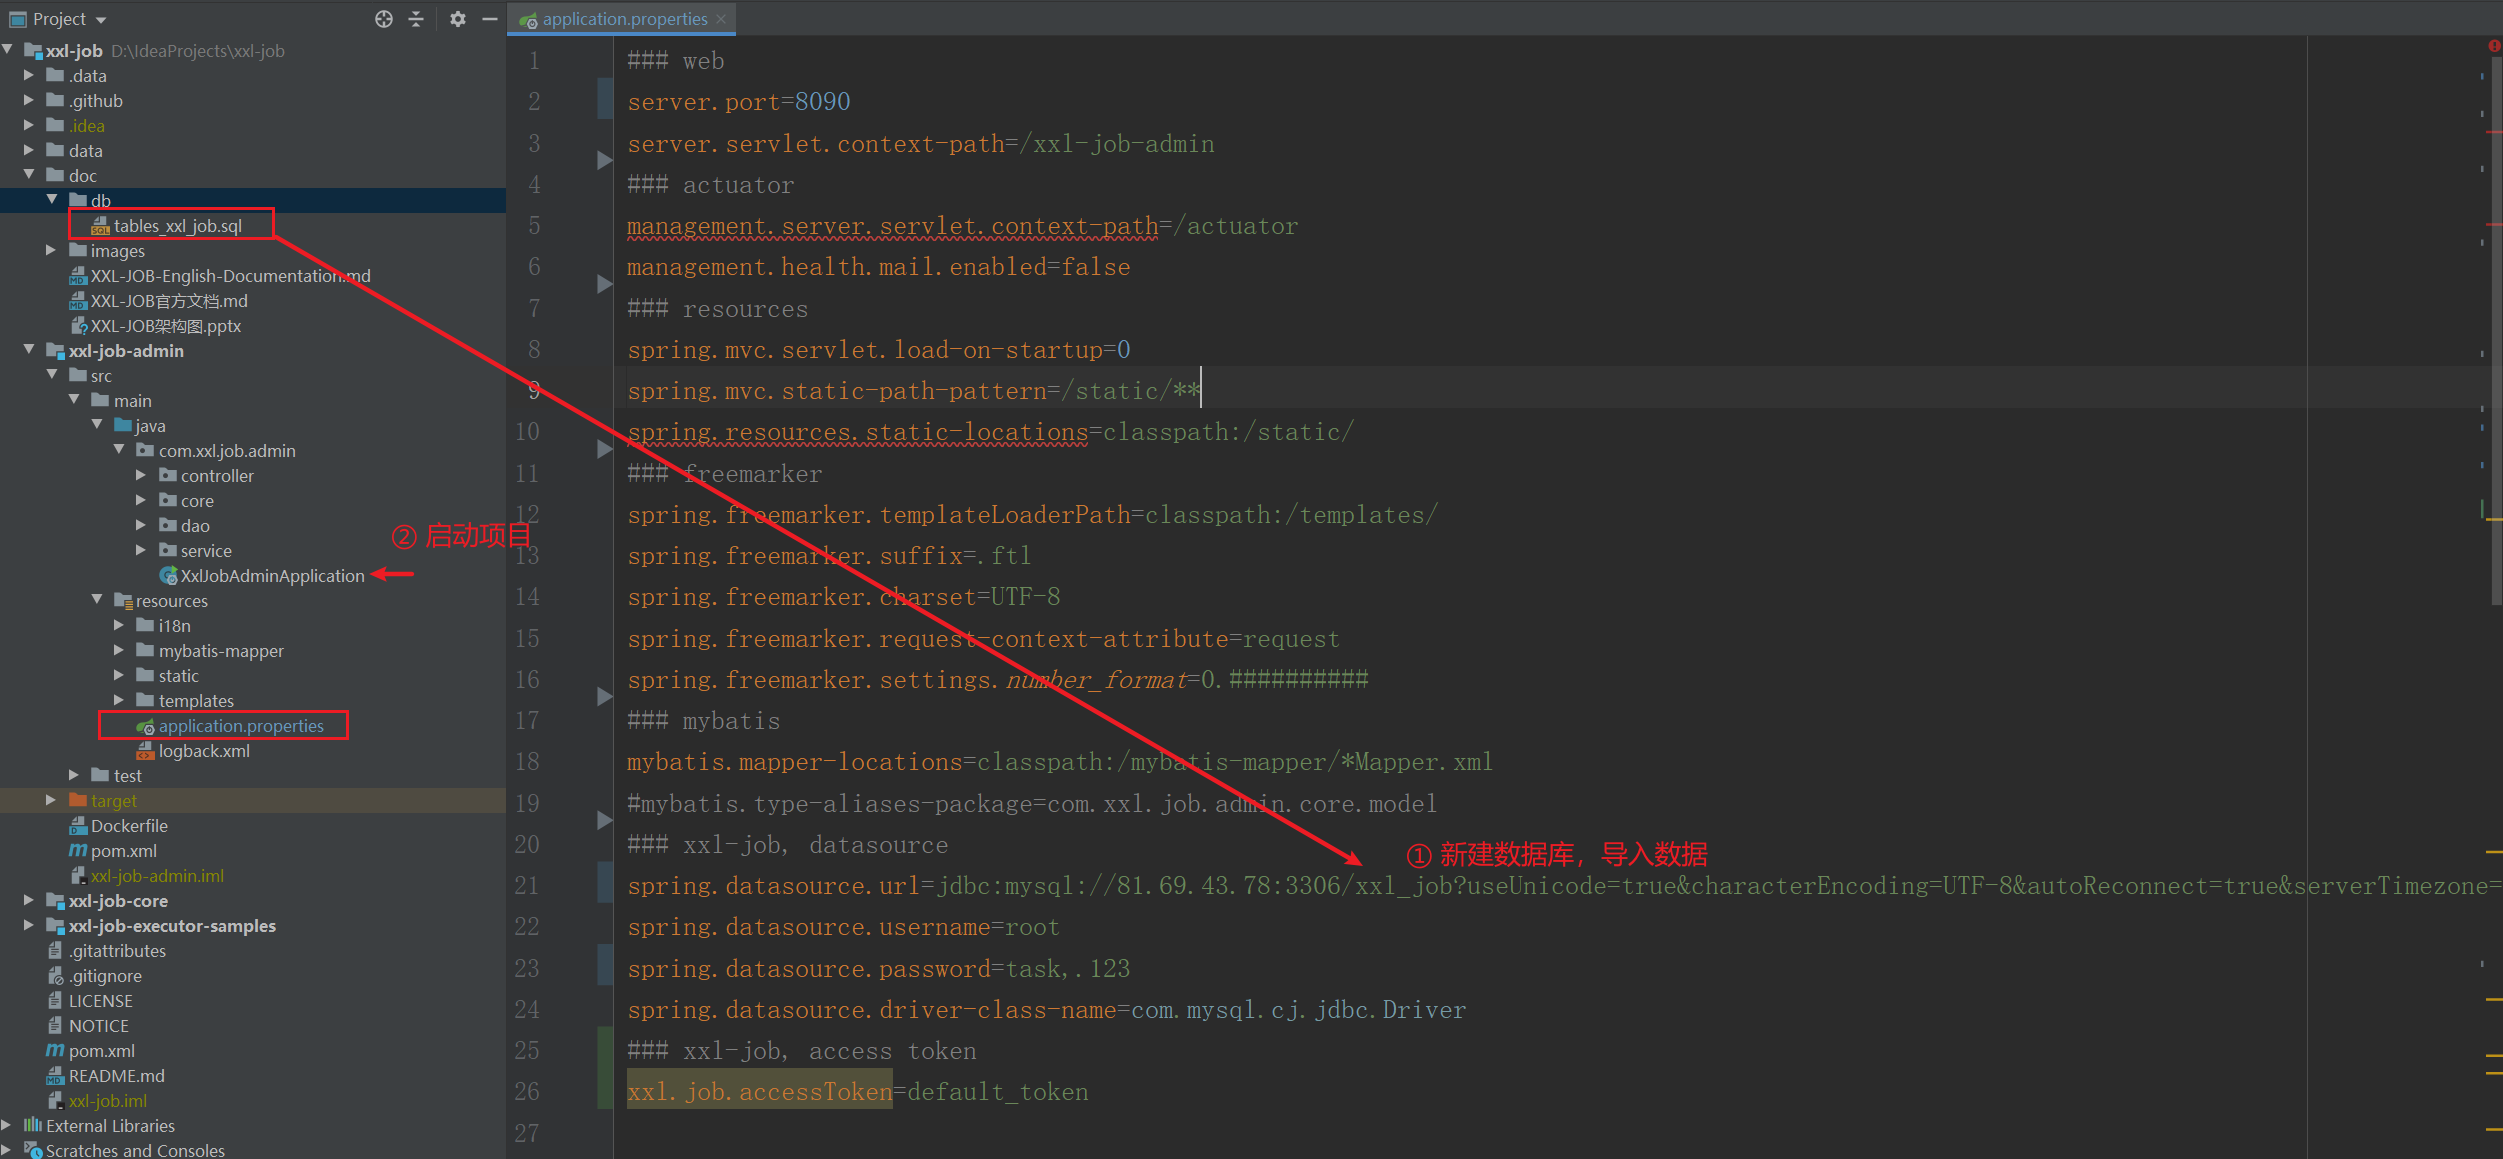 Project
xxl-job D:\IdeaProjects\xxl-job
.data
.github
.idea
data
doc
db
tables_xxl_job.sql
images
XXL-JOB-English-Documentation.md
XXL-JOB官方文档.md
XXL-JOB架构图.pptx
xxl-job-admin
src
main
java
com.xxl.job.admin
controller
core
dao
service
XxlJobAdminApplication
② 启动项目
resources
i18n
mybatis-mapper
static
templates
application.properties
logback.xml
test
target
Dockerfile
pom.xml
xxl-job-admin.iml
xxl-job-core
xxl-job-executor-samples
.gitattributes
.gitignore
LICENSE
NOTICE
pom.xml
README.md
xxl-job.iml
External Libraries
Scratches and Consoles
application.properties
1 ### web
2 server.port=8090
3 server.servlet.context-path=/xxl-job-admin
4 ### actuator
5 management.server.servlet.context-path=/actuator
6 management.health.mail.enabled=false
7 ### resources
8 spring.mvc.servlet.load-on-startup=0
9 spring.mvc.static-path-pattern=/static/**
10 spring.resources.static-locations=classpath:/static/
11 ### freemarker
12 spring.freemarker.templateLoaderPath=classpath:/templates/
13 spring.freemarker.suffix=.ftl
14 spring.freemarker.charset=UTF-8
15 spring.freemarker.request-context-attribute=request
16 spring.freemarker.settings.number_format=0.##########
17 ### mybatis
18 mybatis.mapper-locations=classpath:/mybatis-mapper/*Mapper.xml
19 #mybatis.type-aliases-package=com.xxl.job.admin.core.model
20 ### xxl-job, datasource
① 新建数据库，导入数据
21 spring.datasource.url=jdbc:mysql://81.69.43.78:3306/xxl_job?useUnicode=true&characterEncoding=UTF-8&autoReconnect=true&serverTimezone=
22 spring.datasource.username=root
23 spring.datasource.password=task,.123
24 spring.datasource.driver-class-name=com.mysql.cj.jdbc.Driver
25 ### xxl-job, access token
26 xxl.job.accessToken=default_token
27